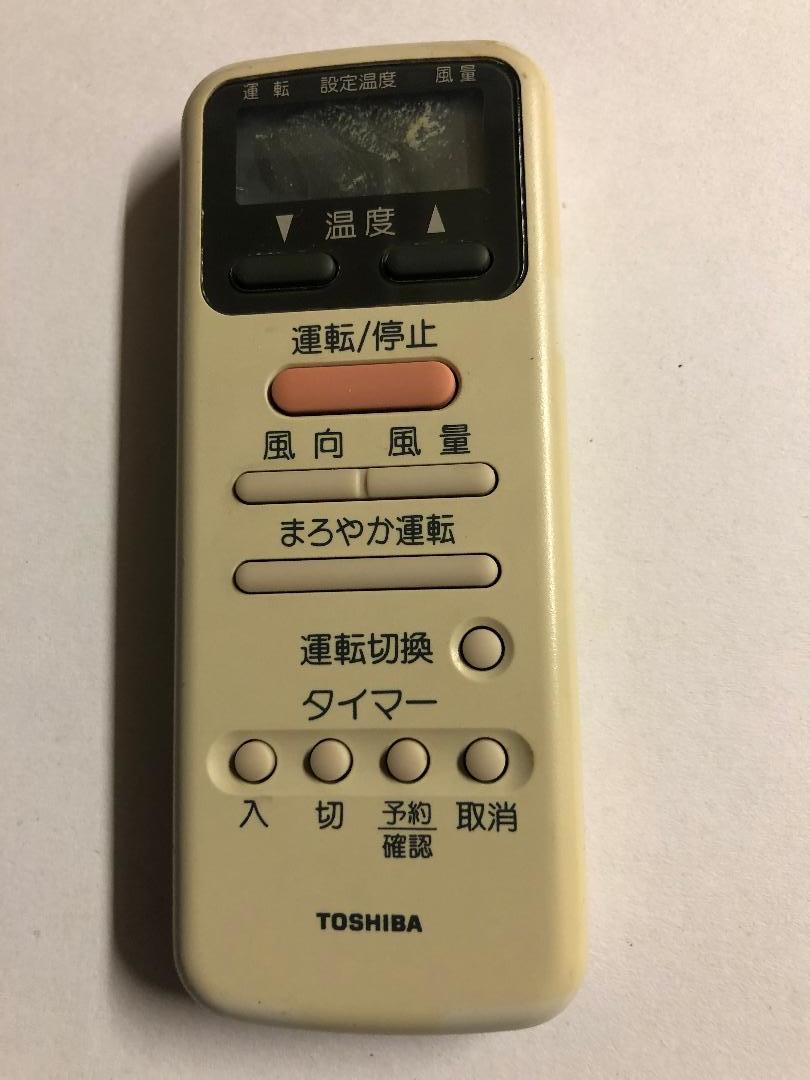 運転 設定温度 風量
▼ 温度 ▲
運転/停止
風向 風量
まろやか運転
運転切換
タイマー
入 切 予約 取消
確認
TOSHIBA